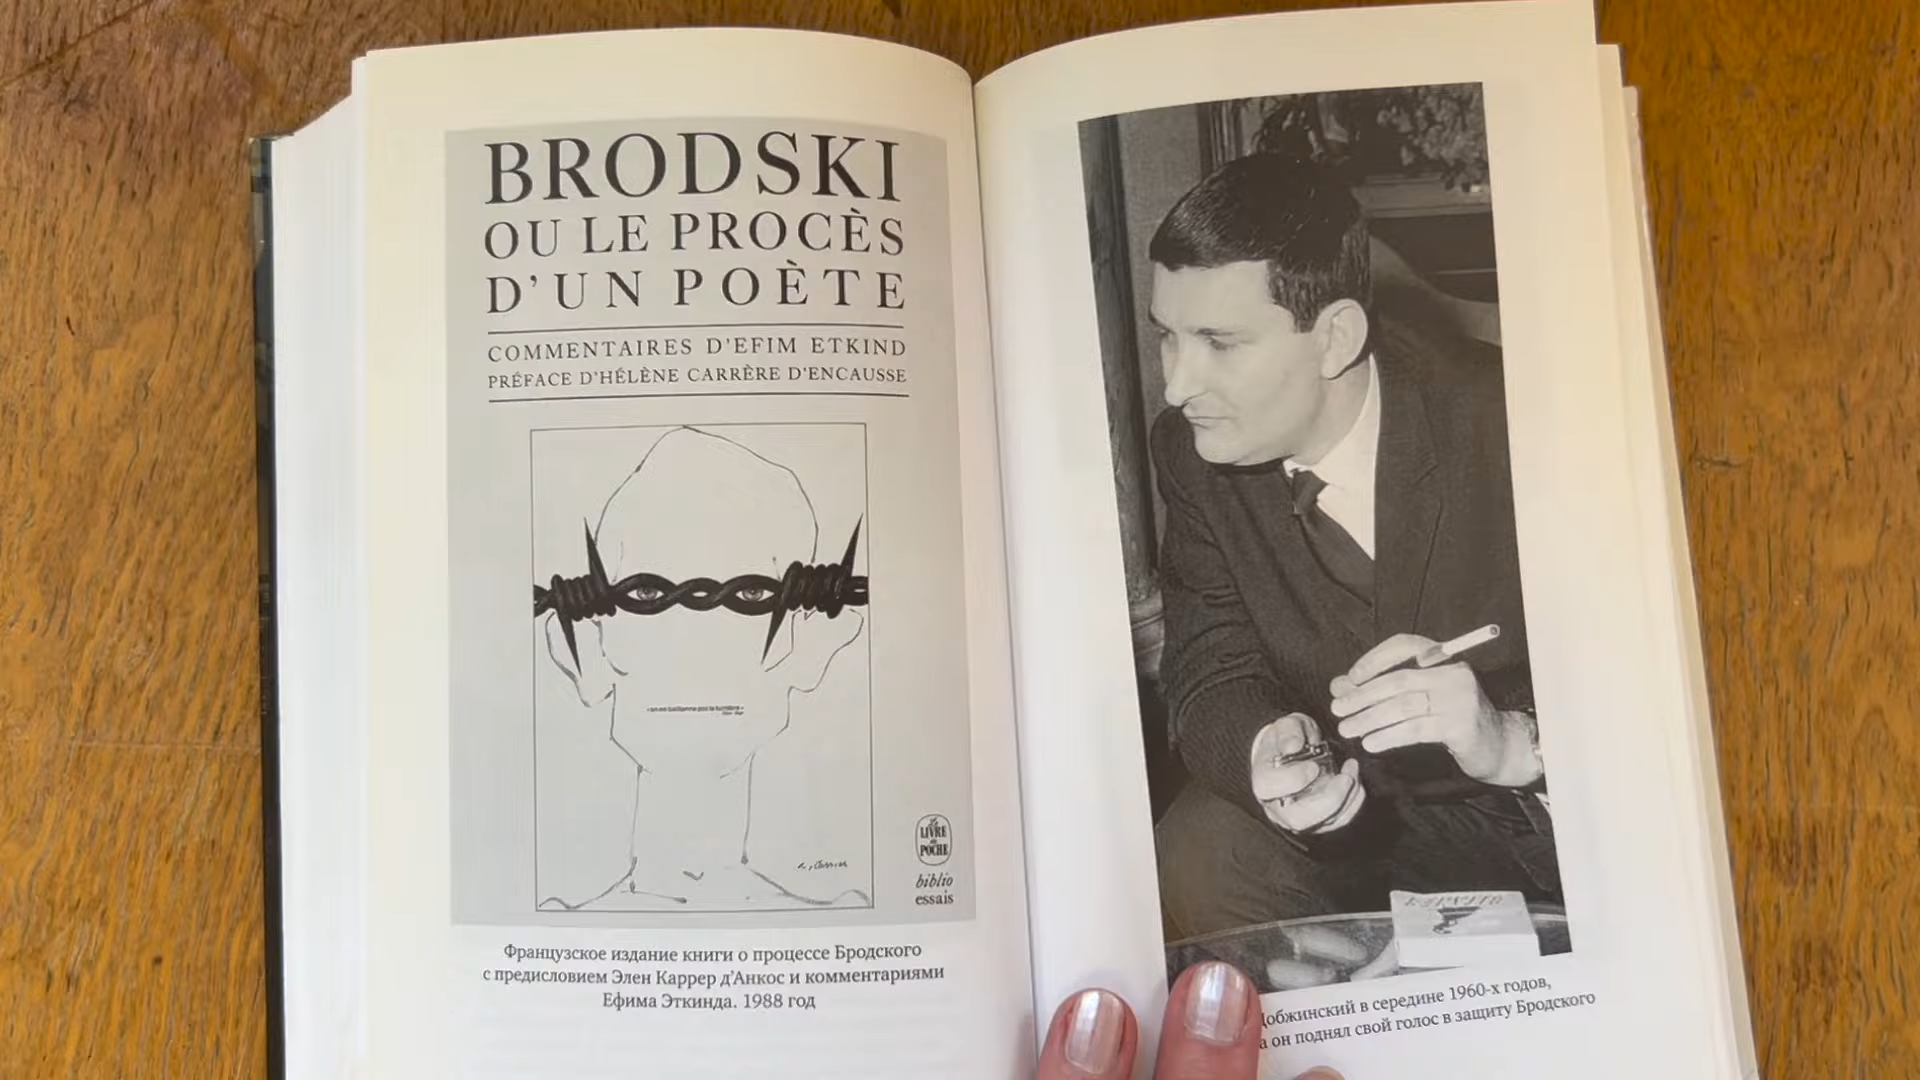 BRODSKI
OU LE PROCÈS
D'UN POÈTE
COMMENTAIRES D'EFIM ETKIND
PRÉFACE D'HÉLÈNE CARRÈRE D'ENCAUSSE
Le
LIVRE
de
POCHE
biblio
essais
Французское издание книги о процессе Бродского
с предисловием Элен Каррер д'Анкос и комментариями
Ефима Эткинда. 1988 год
Добжинский в середине 1960-х годов,
он поднял свой голос в защиту Бродского